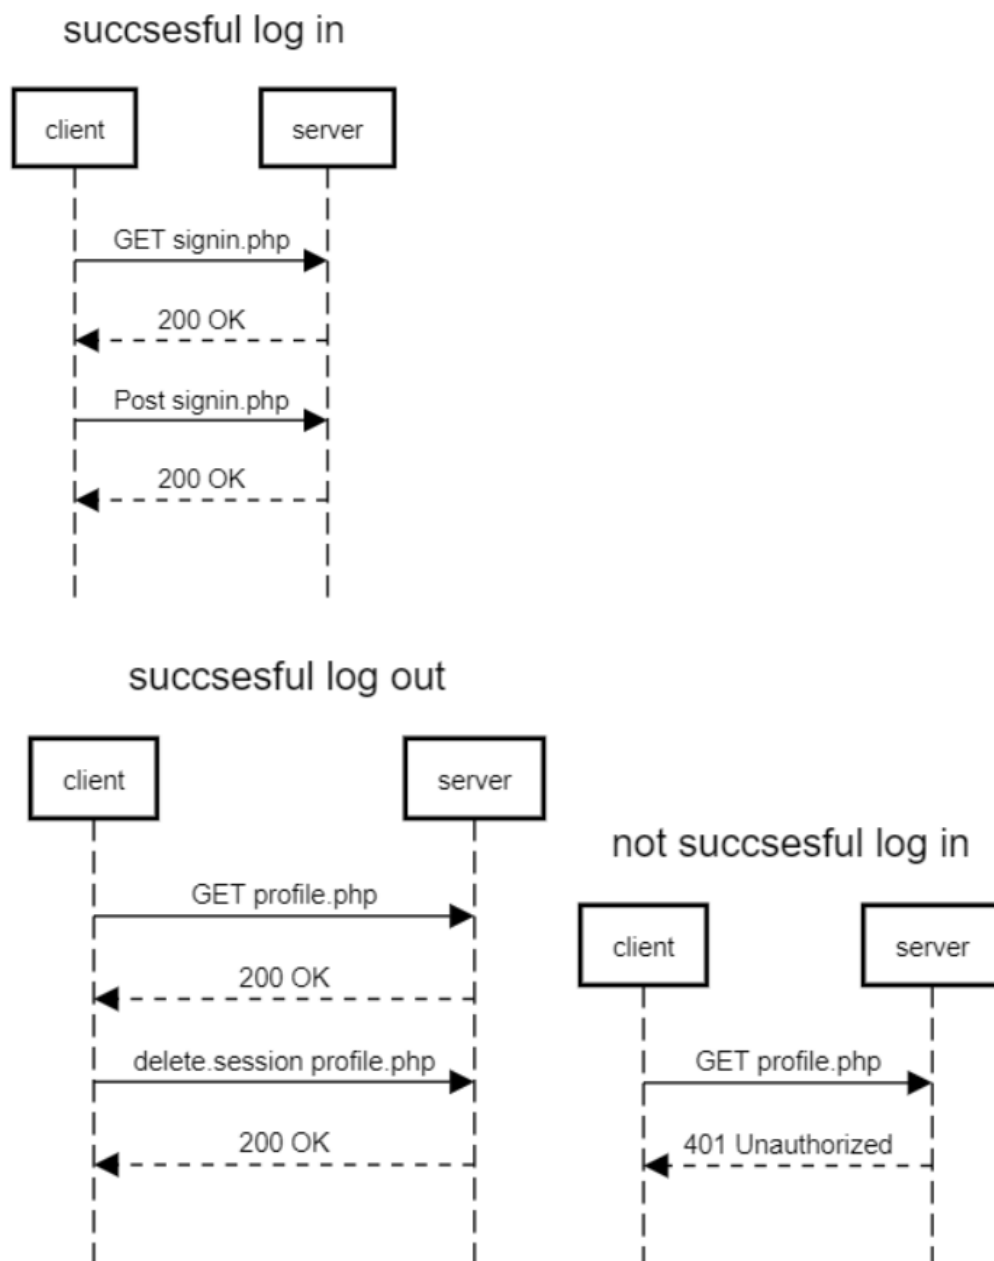 succsesful log in
client
server
GET signin.php
200 OK
Post signin.php
200 OK
succsesful log out
client
server
GET profile.php
200 OK
delete.session profile.php
200 OK
not succsesful log in
client
server
GET profile.php
401 Unauthorized